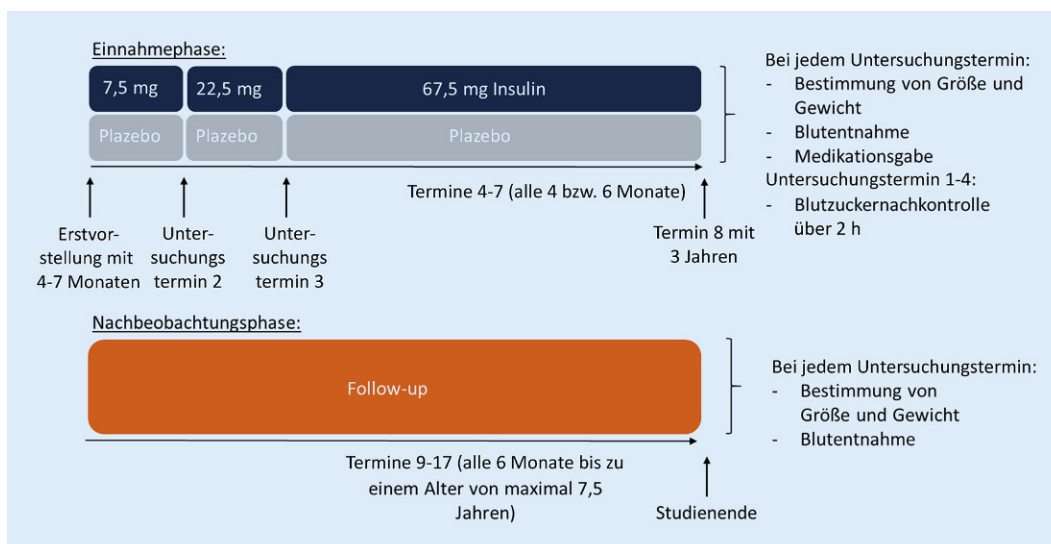 Einnahmephase:
7,5 mg
22,5 mg
67,5 mg Insulin
Plazebo
Plazebo
Plazebo
Termine 4-7 (alle 4 bzw. 6 Monate)
Erstvor-
stellung mit
4-7 Monaten
Unter-
suchungs
termin 2
Unter-
suchungs
termin 3
Termin 8 mit
3 Jahren
Bei jedem Untersuchungstermin:
- Bestimmung von Größe und
Gewicht
- Blutentnahme
- Medikationsgabe
Untersuchungstermin 1-4:
- Blutzuckernachkontrolle
über 2 h
Nachbeobachtungsphase:
Follow-up
Termine 9-17 (alle 6 Monate bis zu
einem Alter von maximal 7,5
Jahren)
Studienende
Bei jedem Untersuchungstermin:
- Bestimmung von
Größe und Gewicht
- Blutentnahme